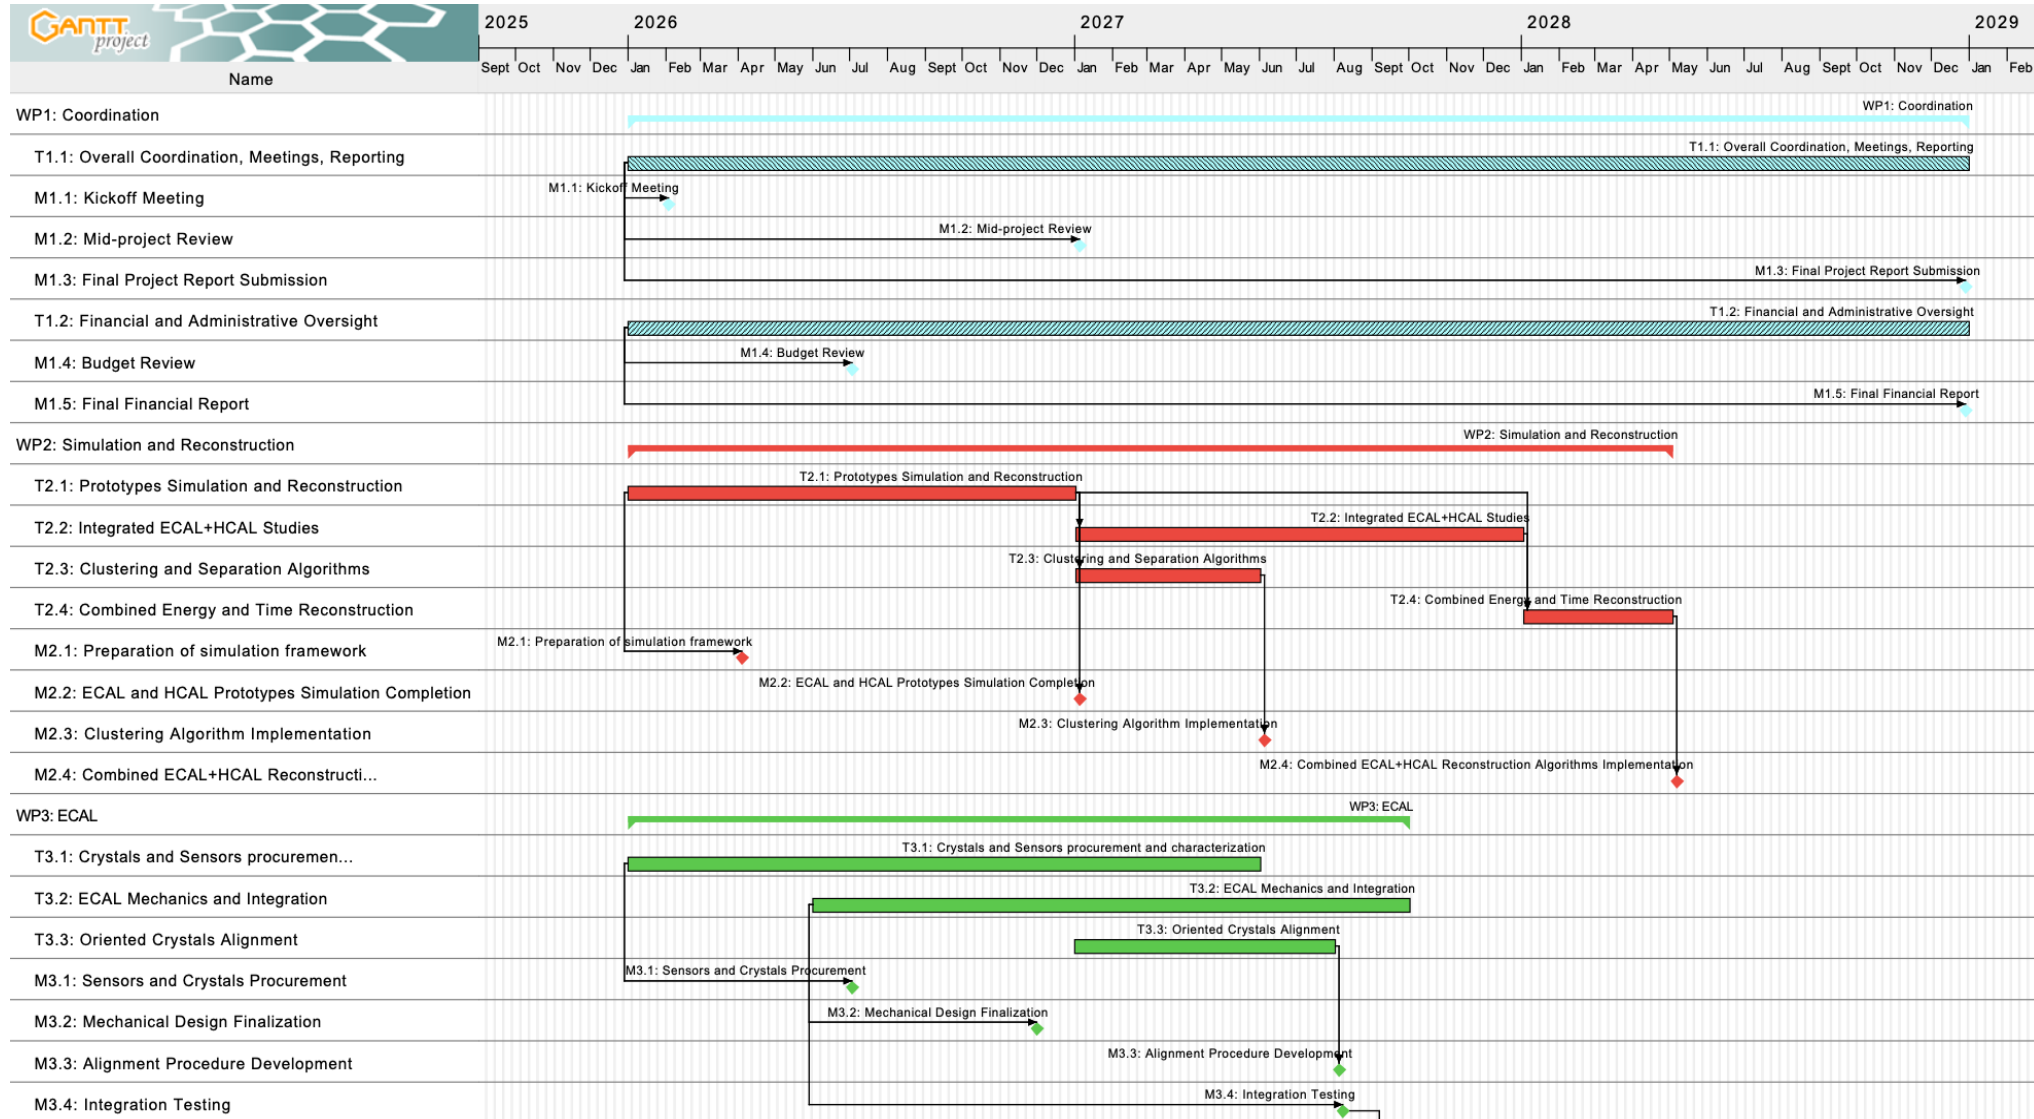 GANTT
project
2025 2026 2027 2028 2029
Name
Sept Oct Nov Dec Jan Feb Mar Apr May Jun Jul Aug Sept Oct Nov Dec Jan Feb Mar Apr May Jun Jul Aug Sept Oct Nov Dec Jan Feb Mar Apr May Jun Jul Aug Sept Oct Nov Dec Jan Feb
WP1: Coordination
WP1: Coordination
T1.1: Overall Coordination, Meetings, Reporting
T1.1: Overall Coordination, Meetings, Reporting
M1.1: Kickoff Meeting
M1.1: Kickoff Meeting
M1.2: Mid-project Review
M1.2: Mid-project Review
M1.3: Final Project Report Submission
M1.3: Final Project Report Submission
T1.2: Financial and Administrative Oversight
T1.2: Financial and Administrative Oversight
M1.4: Budget Review
M1.4: Budget Review
M1.5: Final Financial Report
M1.5: Final Financial Report
WP2: Simulation and Reconstruction
WP2: Simulation and Reconstruction
T2.1: Prototypes Simulation and Reconstruction
T2.1: Prototypes Simulation and Reconstruction
T2.2: Integrated ECAL+HCAL Studies
T2.2: Integrated ECAL+HCAL Studies
T2.3: Clustering and Separation Algorithms
T2.3: Clustering and Separation Algorithms
T2.4: Combined Energy and Time Reconstruction
T2.4: Combined Energy and Time Reconstruction
M2.1: Preparation of simulation framework
M2.1: Preparation of simulation framework
M2.2: ECAL and HCAL Prototypes Simulation Completion
M2.2: ECAL and HCAL Prototypes Simulation Completion
M2.3: Clustering Algorithm Implementation
M2.3: Clustering Algorithm Implementation
M2.4: Combined ECAL+HCAL Reconstructi...
M2.4: Combined ECAL+HCAL Reconstruction Algorithms Implementation
WP3: ECAL
WP3: ECAL
T3.1: Crystals and Sensors procuremen...
T3.1: Crystals and Sensors procurement and characterization
T3.2: ECAL Mechanics and Integration
T3.2: ECAL Mechanics and Integration
T3.3: Oriented Crystals Alignment
T3.3: Oriented Crystals Alignment
M3.1: Sensors and Crystals Procurement
M3.1: Sensors and Crystals Procurement
M3.2: Mechanical Design Finalization
M3.2: Mechanical Design Finalization
M3.3: Alignment Procedure Development
M3.3: Alignment Procedure Development
M3.4: Integration Testing
M3.4: Integration Testing